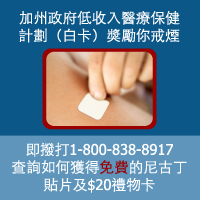 加州政府低收入醫療保健
計劃（白卡）獎勵你戒煙
即撥打1-800-838-8917
查詢如何獲得免費的尼古丁
貼片及$20禮物卡